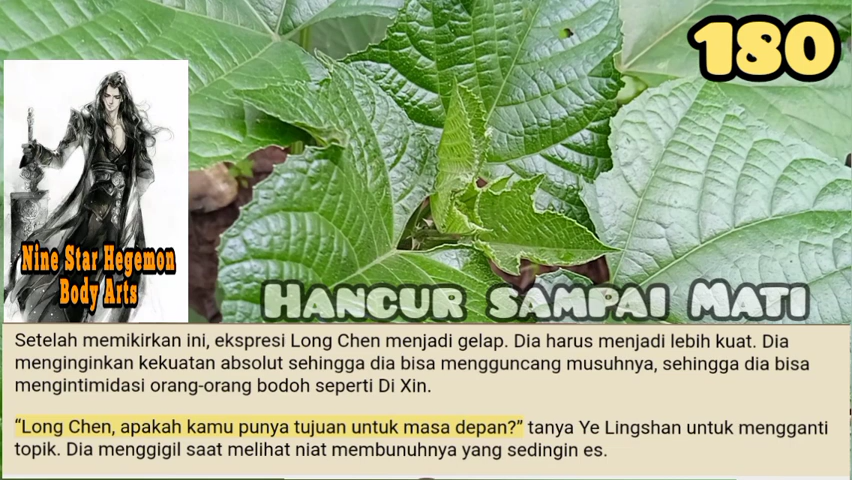 180
Nine Star Hegemon
Body Arts
Hancur sampai Mati
Setelah memikirkan ini, ekspresi Long Chen menjadi gelap. Dia harus menjadi lebih kuat. Dia
menginginkan kekuatan absolut sehingga dia bisa mengguncang musuhnya, sehingga dia bisa
mengintimidasi orang-orang bodoh seperti Di Xin.
“Long Chen, apakah kamu punya tujuan untuk masa depan?” tanya Ye Lingshan untuk mengganti
topik. Dia menggigil saat melihat niat membunuhnya yang sedingin es.